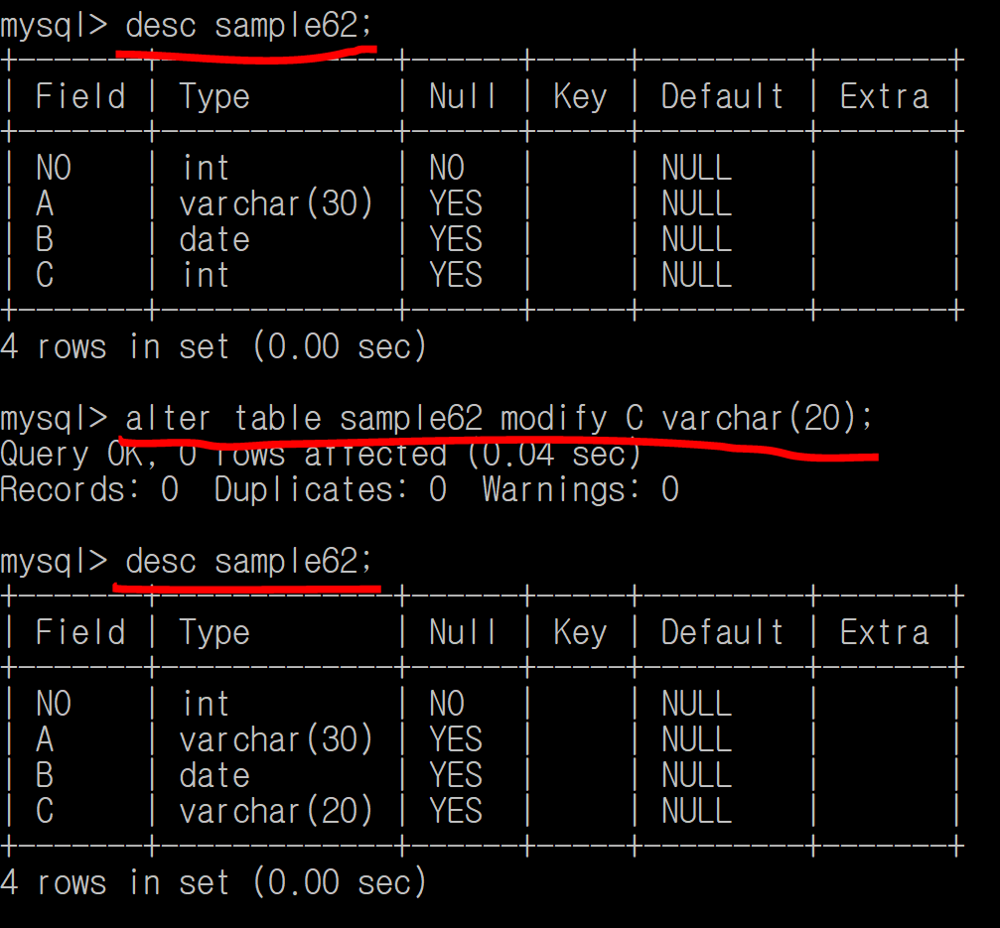 mysql> desc sample62;
+-------+-------------+------+-----+---------+-------+
| Field | Type        | Null | Key | Default | Extra |
+-------+-------------+------+-----+---------+-------+
| NO    | int         | NO   |     | NULL    |       |
| A     | varchar(30) | YES  |     | NULL    |       |
| B     | date        | YES  |     | NULL    |       |
| C     | int         | YES  |     | NULL    |       |
+-------+-------------+------+-----+---------+-------+
4 rows in set (0.00 sec)
mysql> alter table sample62 modify C varchar(20);
Query OK, 0 rows affected (0.04 sec)
Records: 0  Duplicates: 0  Warnings: 0
mysql> desc sample62;
+-------+-------------+------+-----+---------+-------+
| Field | Type        | Null | Key | Default | Extra |
+-------+-------------+------+-----+---------+-------+
| NO    | int         | NO   |     | NULL    |       |
| A     | varchar(30) | YES  |     | NULL    |       |
| B     | date        | YES  |     | NULL    |       |
| C     | varchar(20) | YES  |     | NULL    |       |
+-------+-------------+------+-----+---------+-------+
4 rows in set (0.00 sec)